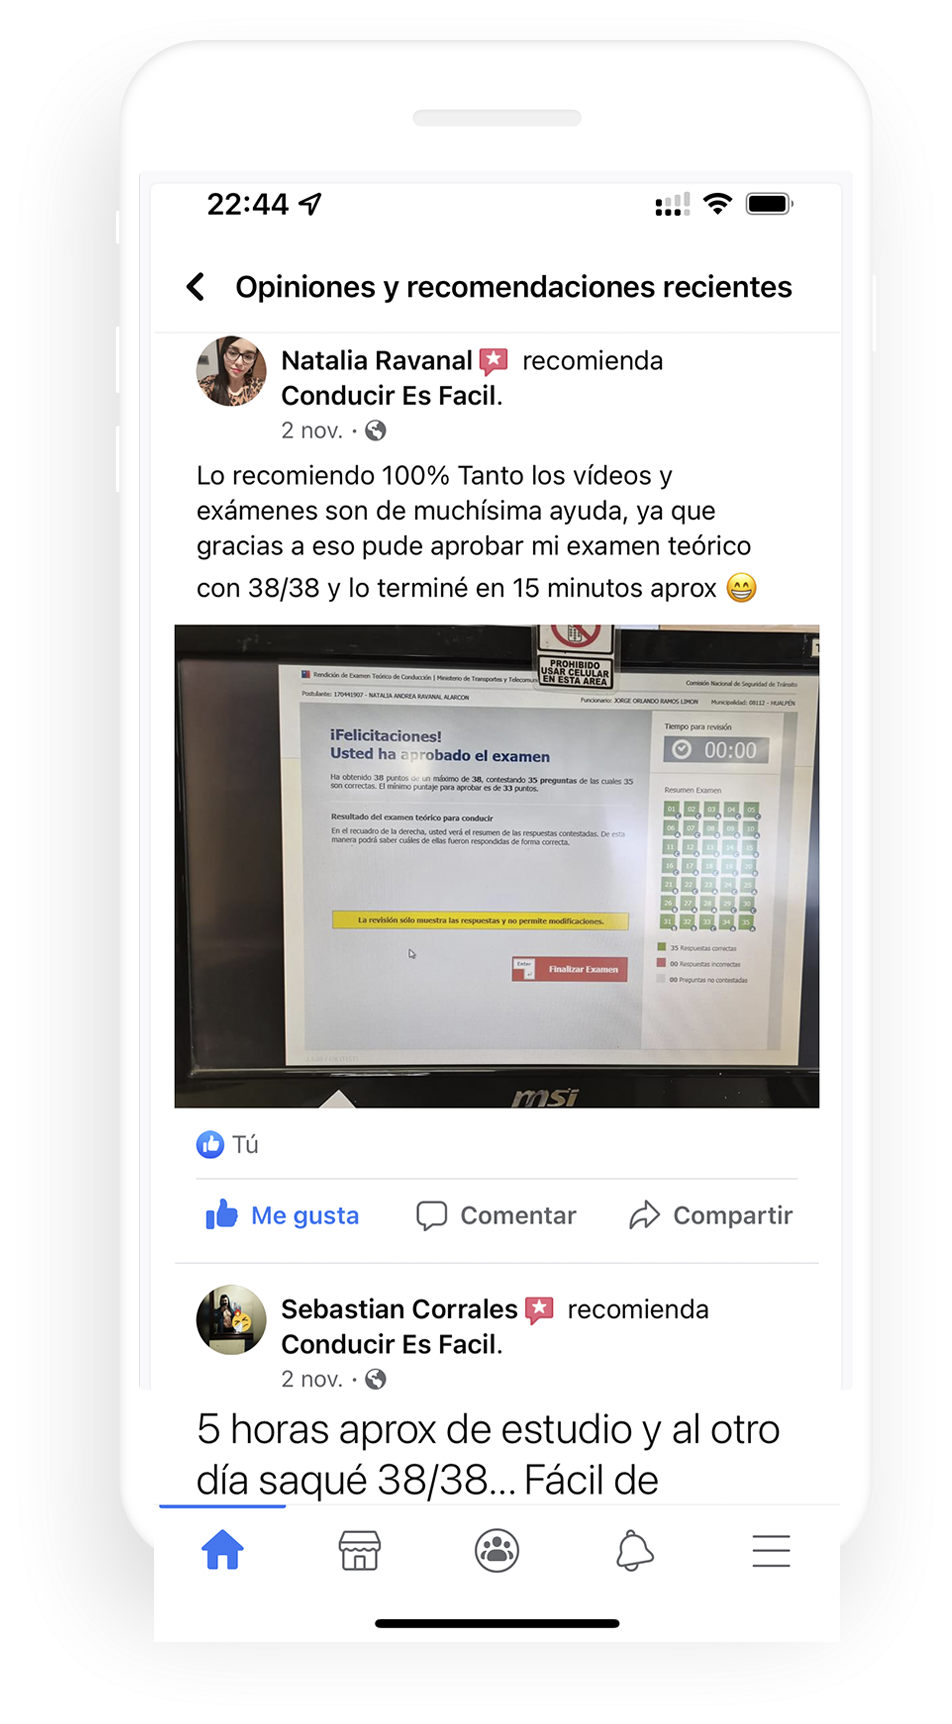 22:44
Opiniones y recomendaciones recientes
Natalia Ravanal recomienda
Conducir Es Facil.
2 nov. ·
Lo recomiendo 100% Tanto los vídeos y
exámenes son de muchísima ayuda, ya que
gracias a eso pude aprobar mi examen teórico
con 38/38 y lo terminé en 15 minutos aprox 😁
PROHIBIDO
USAR CELULAR
EN ESTA AREA
Rendición de Examen Teórico de Conducción | Ministerio de Transportes y Telecomun
Comisión Nacional de Seguridad de Tránsito
Postulante: 170441907 - NATALIA ANDREA RAVANAL ALARCON
Funcionario: JORGE ORLANDO RAMOS LIMON
Municipalidad: 08112 - HUALPÉN
¡Felicitaciones!
Usted ha aprobado el examen
Ha obtenido 38 puntos de un máximo de 38, contestando 35 preguntas de las cuales 35
son correctas. El mínimo puntaje para aprobar es de 33 puntos.
Resultado del examen teórico para conducir
En el recuadro de la derecha, usted verá el resumen de las respuestas contestadas. De esta
manera podrá saber cuáles de ellas fueron respondidas de forma correcta.
La revisión sólo muestra las respuestas y no permite modificaciones.
Enter
Finalizar Examen
Tiempo para revisión
00:00
Resumen Examen
01 02 03 04 05
06 07 08 09 10
11 12 13 14 15
16 17 18 19 20
21 22 23 24 25
26 27 28 29 30
31 32 33 34 35
35 Respuestas correctas
00 Respuestas incorrectas
00 Preguntas no contestadas
msi
Tú
Me gusta Comentar Compartir
Sebastian Corrales recomienda
Conducir Es Facil.
2 nov. ·
5 horas aprox de estudio y al otro
día saqué 38/38... Fácil de